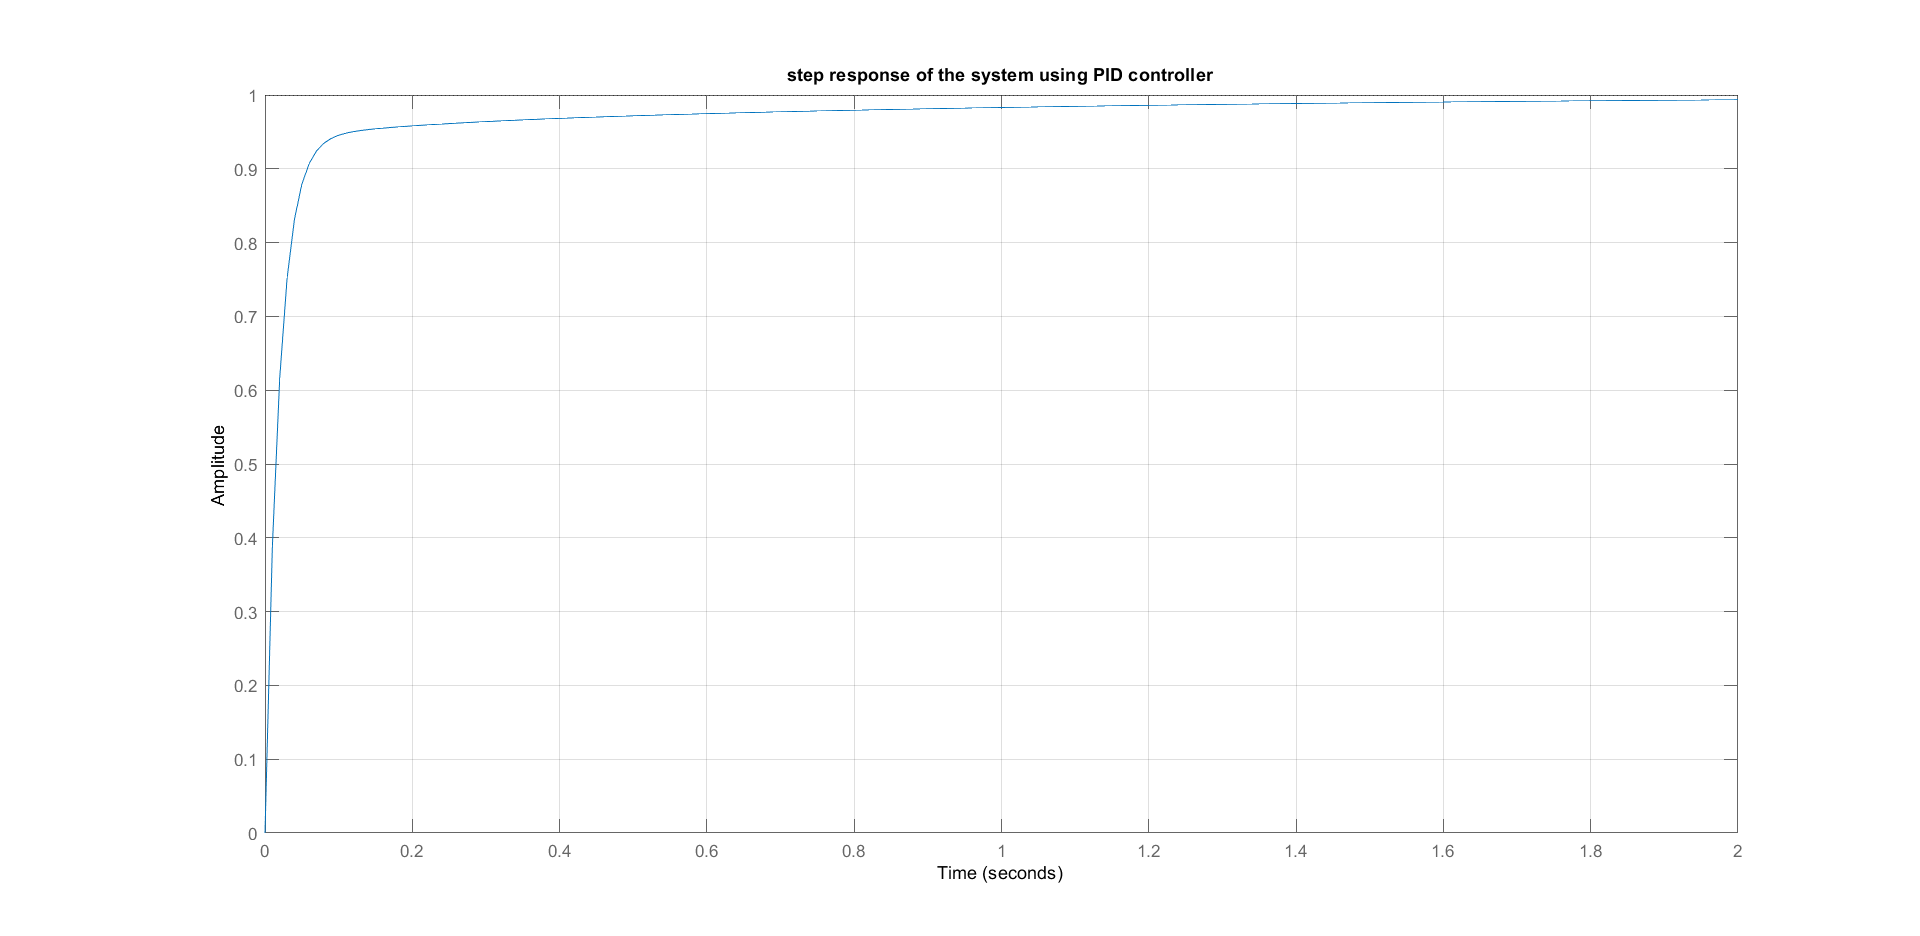 step response of the system using PID controller
1
0.9
0.8
0.7
0.6
0.5
0.4
0.3
0.2
0.1
0
Amplitude
0 0.2 0.4 0.6 0.8 1 1.2 1.4 1.6 1.8 2
Time (seconds)